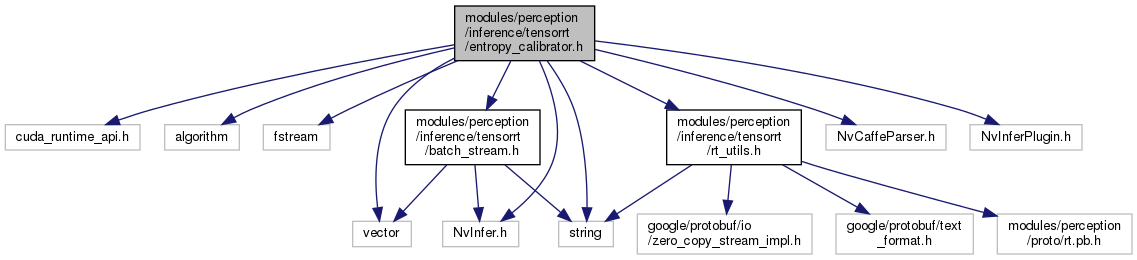 modules/perception
/inference/tensorrt
/entropy_calibrator.h
cuda_runtime_api.h
algorithm
fstream
modules/perception
/inference/tensorrt
/batch_stream.h
modules/perception
/inference/tensorrt
/rt_utils.h
NvCaffeParser.h
NvInferPlugin.h
vector
NvInfer.h
string
google/protobuf/io
/zero_copy_stream_impl.h
google/protobuf/text
_format.h
modules/perception
/proto/rt.pb.h